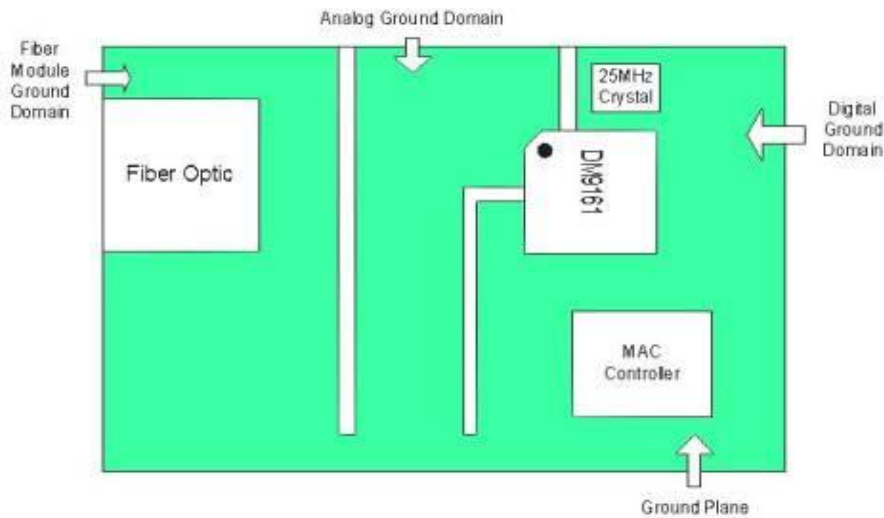 Analog Ground Domain
Fiber
Module
Ground
Domain
25MHz
Crystal
Digital
Ground
Domain
Fiber Optic
DM9161
MAC
Controller
Ground Plane